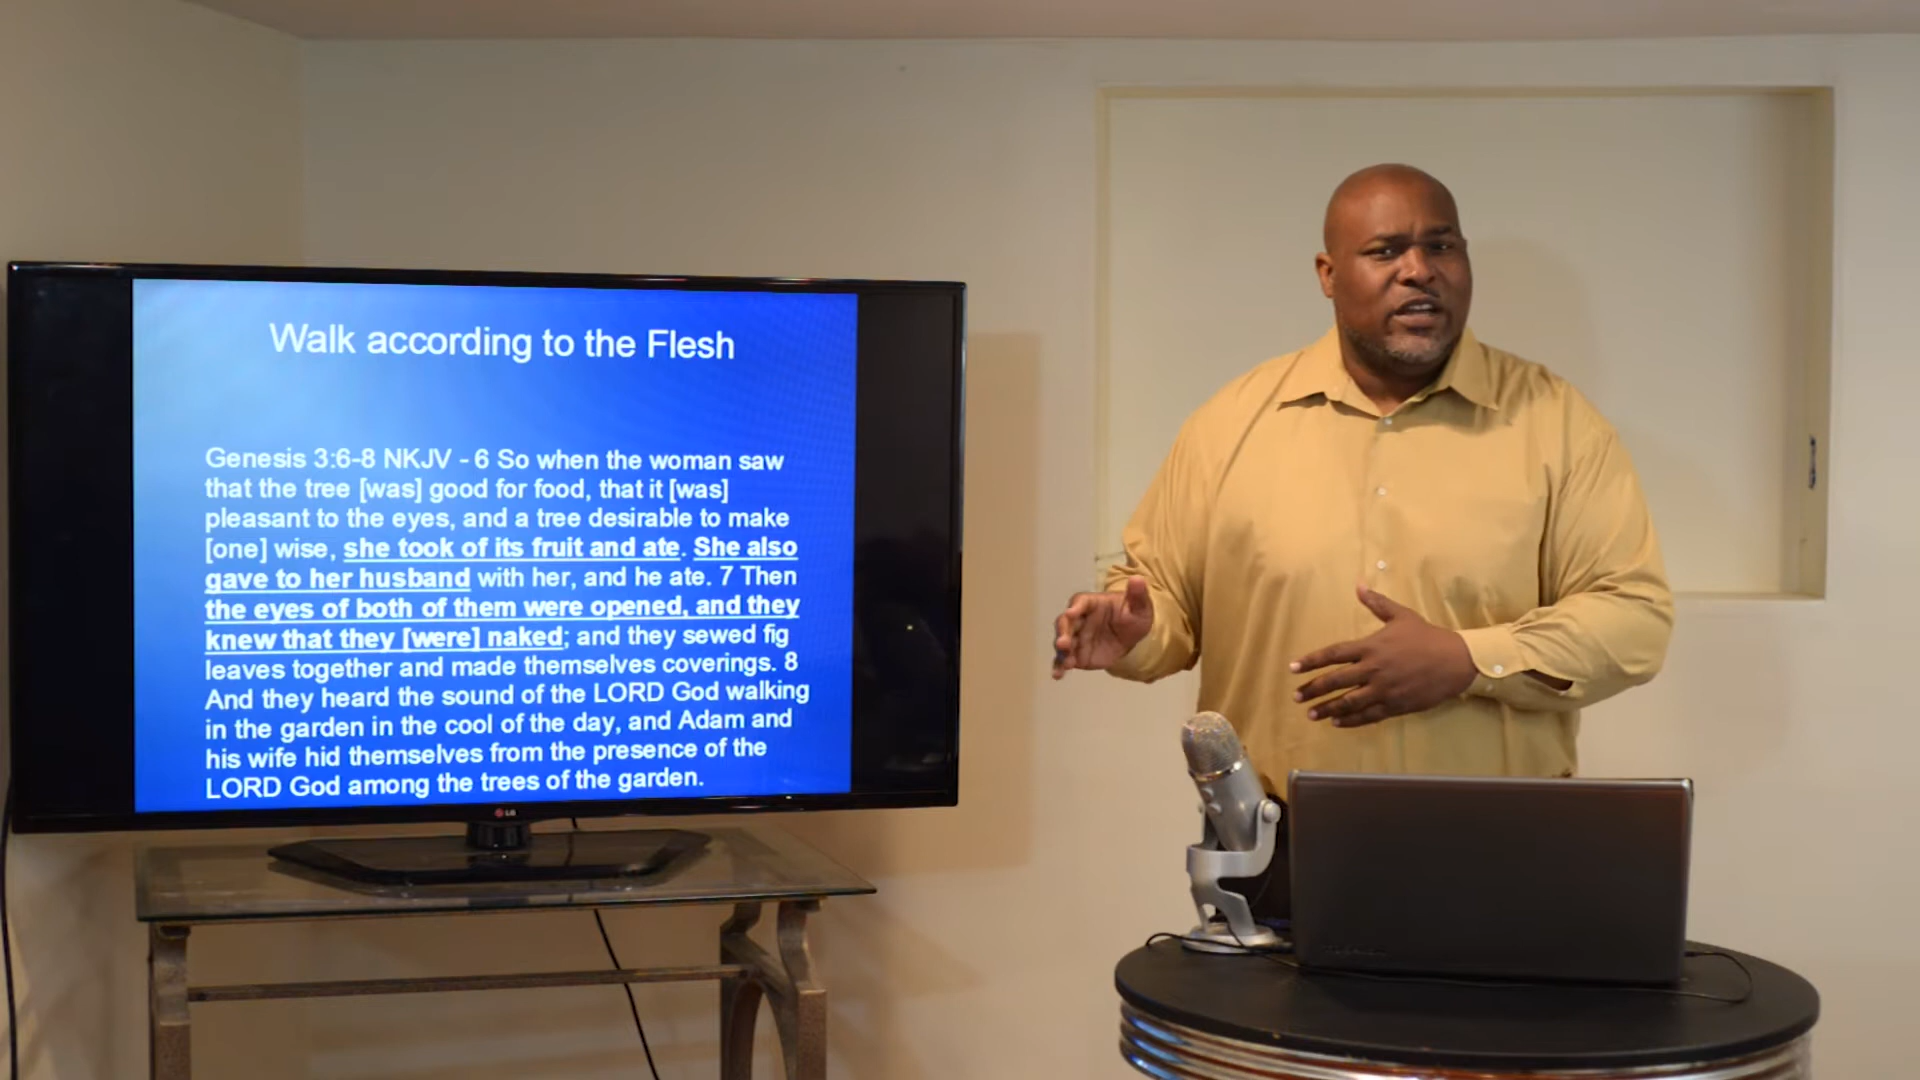 Walk according to the Flesh
Genesis 3:6-8 NKJV - 6 So when the woman saw
that the tree [was] good for food, that it [was]
pleasant to the eyes, and a tree desirable to make
[one] wise, she took of its fruit and ate. She also
gave to her husband with her, and he ate. 7 Then
the eyes of both of them were opened, and they
knew that they [were] naked; and they sewed fig
leaves together and made themselves coverings. 8
And they heard the sound of the LORD God walking
in the garden in the cool of the day, and Adam and
his wife hid themselves from the presence of the
LORD God among the trees of the garden.
LG